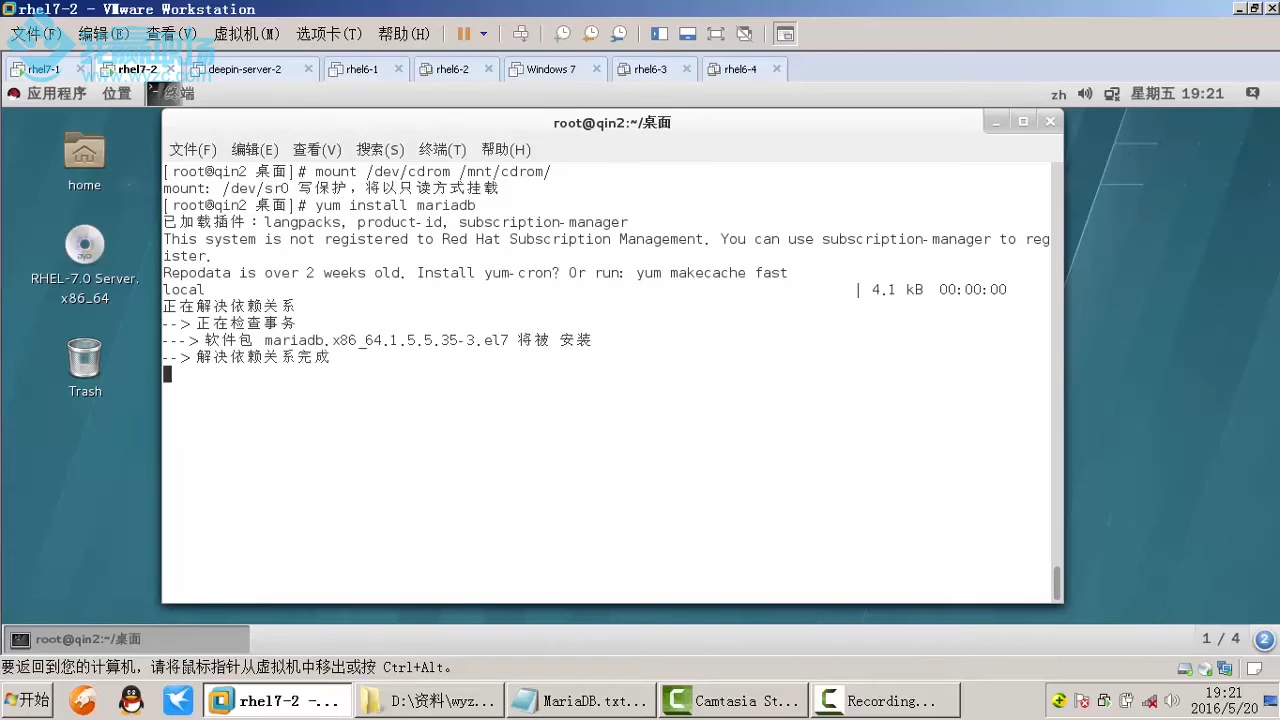 rhel7-2 - VMware Workstation
文件(F) 编辑(E) 查看(V) 虚拟机(M) 选项卡(T) 帮助(H)
我赢职场
www.wyzc.com
rhel7-1 rhel7-2 deepin-server-2 rhel6-1 rhel6-2 Windows 7 rhel6-3 rhel6-4
应用程序 位置 终端 zh 星期五 19:21
root@qin2:~/桌面
文件(F) 编辑(E) 查看(V) 搜索(S) 终端(T) 帮助(H)
home
RHEL-7.0 Server.
x86_64
Trash
[root@qin2 桌面]# mount /dev/cdrom /mnt/cdrom/
mount: /dev/sr0 写保护，将以只读方式挂载
[root@qin2 桌面]# yum install mariadb
已加载插件：langpacks, product-id, subscription-manager
This system is not registered to Red Hat Subscription Management. You can use subscription-manager to reg
ister.
Repodata is over 2 weeks old. Install yum-cron? Or run: yum makecache fast
local | 4.1 kB 00:00:00
正在解决依赖关系
--> 正在检查事务
---> 软件包 mariadb.x86_64.1.5.5.35-3.el7 将被 安装
--> 解决依赖关系完成
root@qin2:~/桌面 1 / 4 2
要返回到您的计算机，请将鼠标指针从虚拟机中移出或按 Ctrl+Alt。
开始 rhel7-2 -... D:\资料\wyz... MariaDB.txt... Camtasia St... Recording... 19:21
2016/5/20